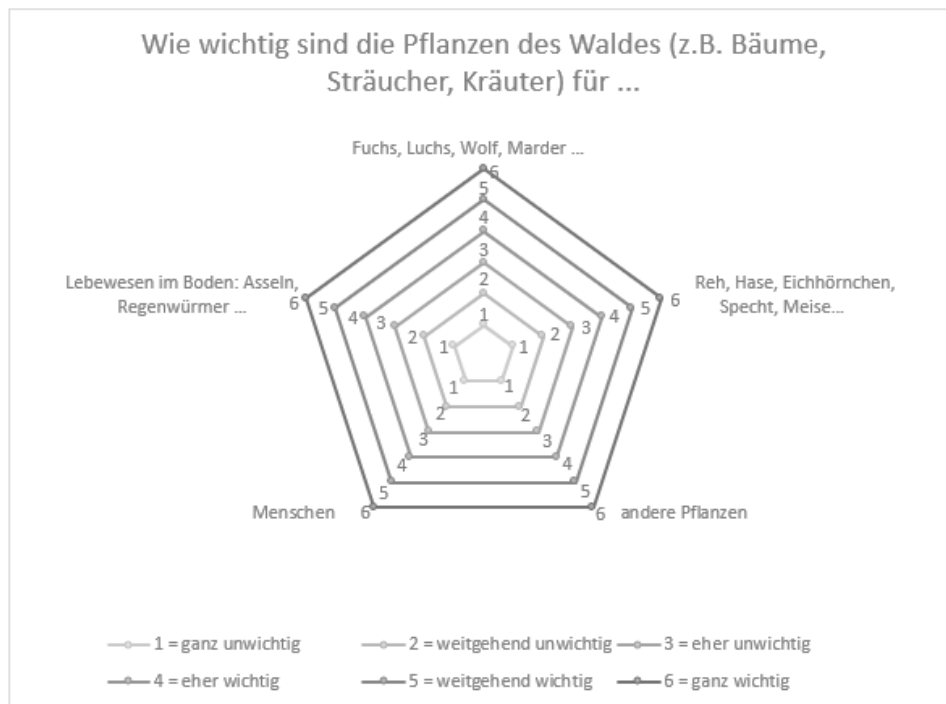 Wie wichtig sind die Pflanzen des Waldes (z.B. Bäume,
Sträucher, Kräuter) für ...
Fuchs, Luchs, Wolf, Marder ...
6
5
4
3
2
1
Reh, Hase, Eichhörnchen,
Specht, Meise...
6
5
4
3
2
1
andere Pflanzen
6
5
4
3
2
1
Menschen
6
5
4
3
2
1
Lebewesen im Boden: Asseln,
Regenwürmer ...
6
5
4
3
2
1
1 = ganz unwichtig
2 = weitgehend unwichtig
3 = eher unwichtig
4 = eher wichtig
5 = weitgehend wichtig
6 = ganz wichtig